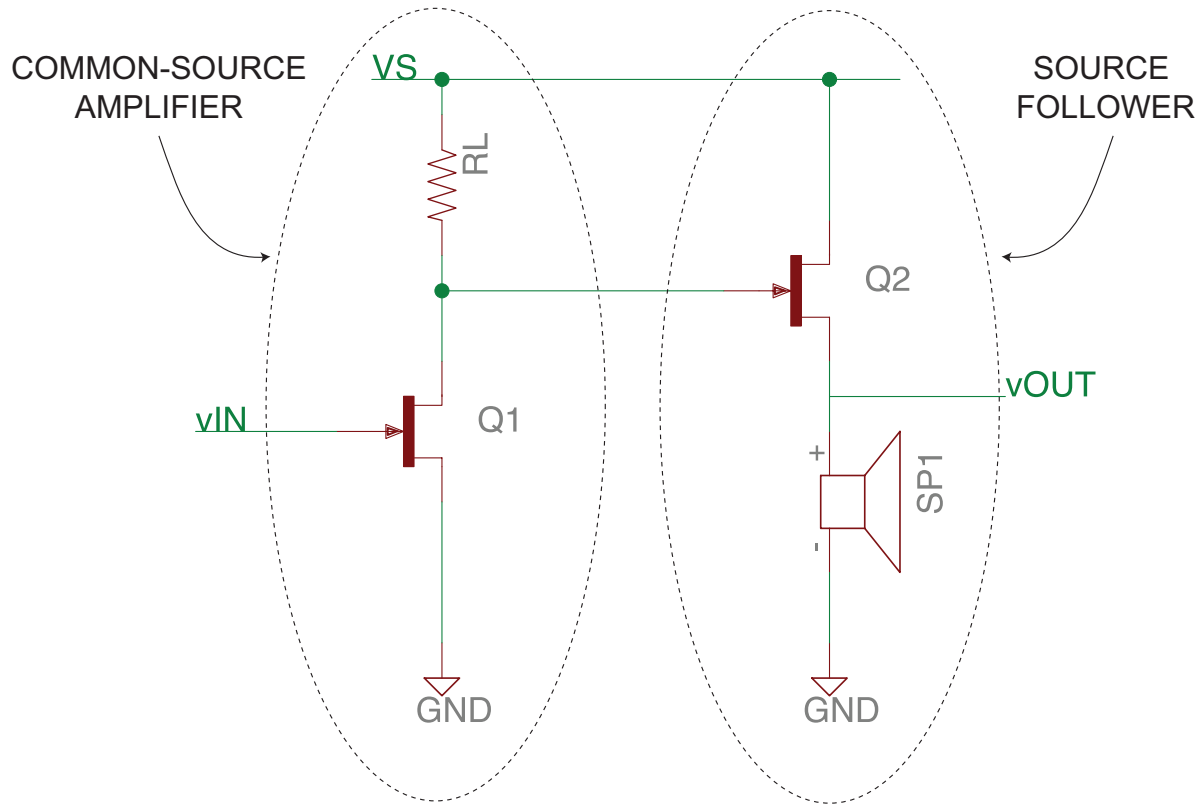 COMMON-SOURCE
AMPLIFIER
VS
SOURCE
FOLLOWER
RL
Q2
vOUT
vIN
Q1
+
SP1
-
GND
GND